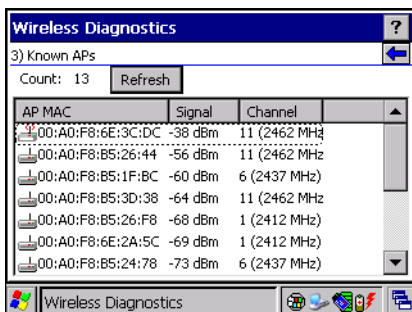 Wireless Diagnostics ?
3) Known APs
Count: 13 Refresh
AP MAC Signal Channel
00:A0:F8:6E:3C:DC -38 dBm 11 (2462 MHz
00:A0:F8:B5:26:44 -56 dBm 11 (2462 MHz
00:A0:F8:B5:1F:BC -60 dBm 6 (2437 MHz)
00:A0:F8:B5:3D:38 -64 dBm 11 (2462 MHz
00:A0:F8:B5:26:F8 -68 dBm 1 (2412 MHz)
00:A0:F8:6E:2A:5C -69 dBm 1 (2412 MHz)
00:A0:F8:B5:24:78 -73 dBm 6 (2437 MHz)
Wireless Diagnostics